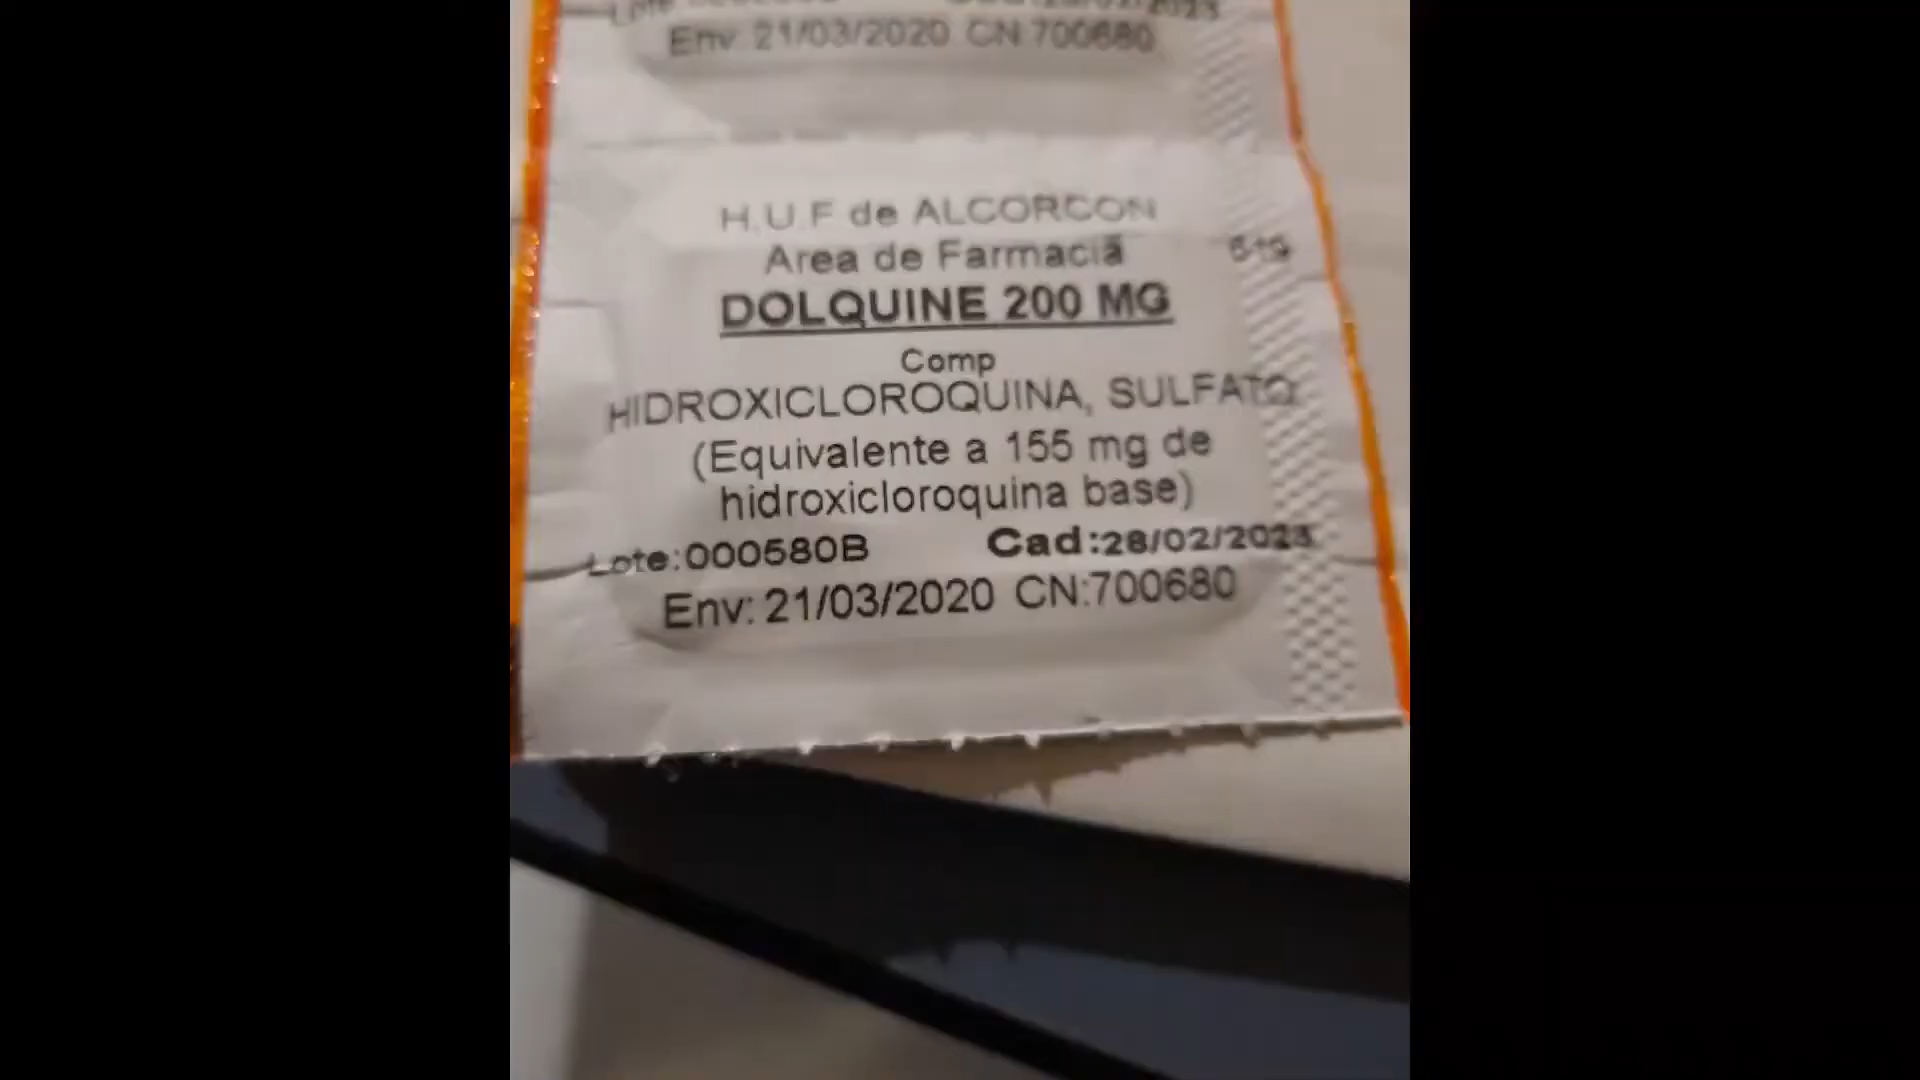 Env: 21/03/2020 CN:700680
H.U.F de ALCORCON
Area de Farmacia
DOLQUINE 200 MG
Comp
HIDROXICLOROQUINA, SULFATO
(Equivalente a 155 mg de
hidroxicloroquina base)
Lote:000580B Cad:28/02/2023
Env: 21/03/2020 CN:700680